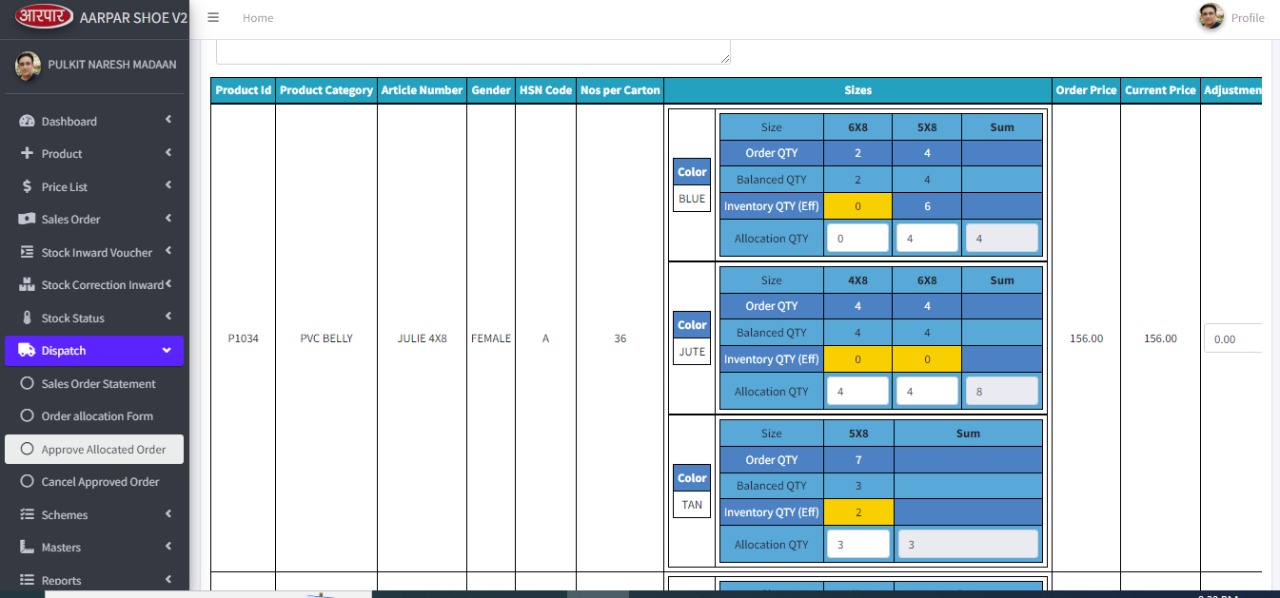 आरपार AARPAR SHOE V2
Home
Profile
PULKIT NARESH MADAAN
Dashboard
Product
Price List
Sales Order
Stock Inward Voucher
Stock Correction Inward
Stock Status
Dispatch
Sales Order Statement
Order allocation Form
Approve Allocated Order
Cancel Approved Order
Schemes
Masters
Reports
Product Id Product Category Article Number Gender HSN Code Nos per Carton Sizes Order Price Current Price Adjustmen
P1034 PVC BELLY JULIE 4X8 FEMALE A 36
Color
BLUE
Size 6X8 5X8 Sum
Order QTY 2 4
Balanced QTY 2 4
Inventory QTY (Eff) 0 6
Allocation QTY 0 4 4
Color
JUTE
Size 4X8 6X8 Sum
Order QTY 4 4
Balanced QTY 4 4
Inventory QTY (Eff) 0 0
Allocation QTY 4 4 8
Color
TAN
Size 5X8 Sum
Order QTY 7
Balanced QTY 3
Inventory QTY (Eff) 2
Allocation QTY 3 3
156.00 156.00 0.00